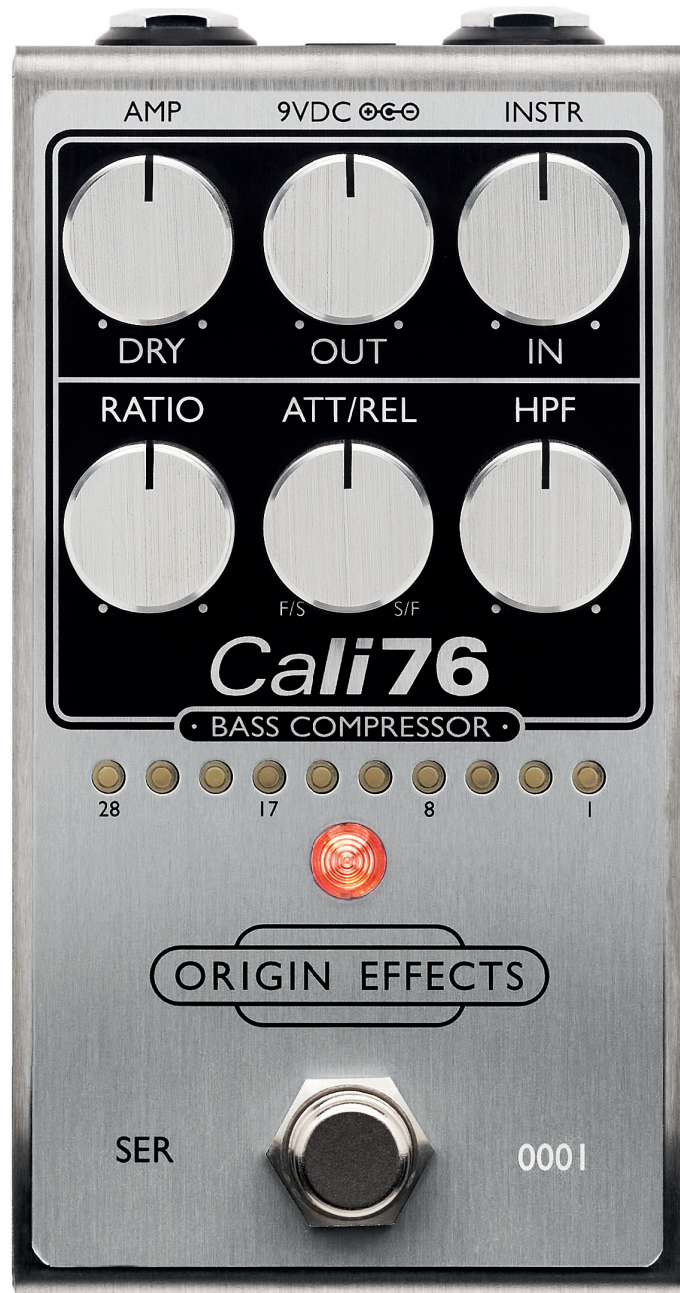 AMP 9VDC INSTR
DRY OUT IN
RATIO ATT/REL HPF
F/S S/F
Cali76
· BASS COMPRESSOR ·
28 17 8 1
ORIGIN EFFECTS
SER 0001